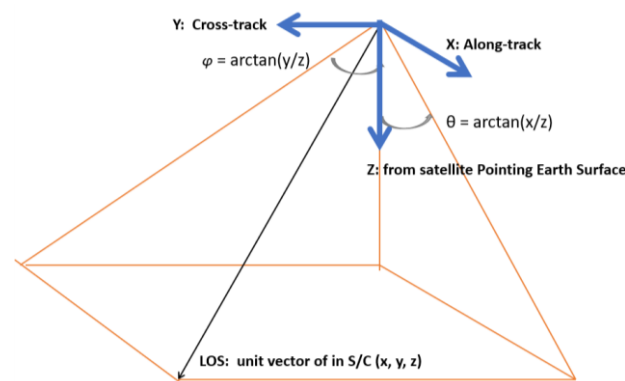 Y: Cross-track
X: Along-track
φ = arctan(y/z)
θ = arctan(x/z)
Z: from satellite Pointing Earth Surface
LOS: unit vector of in S/C (x, y, z)